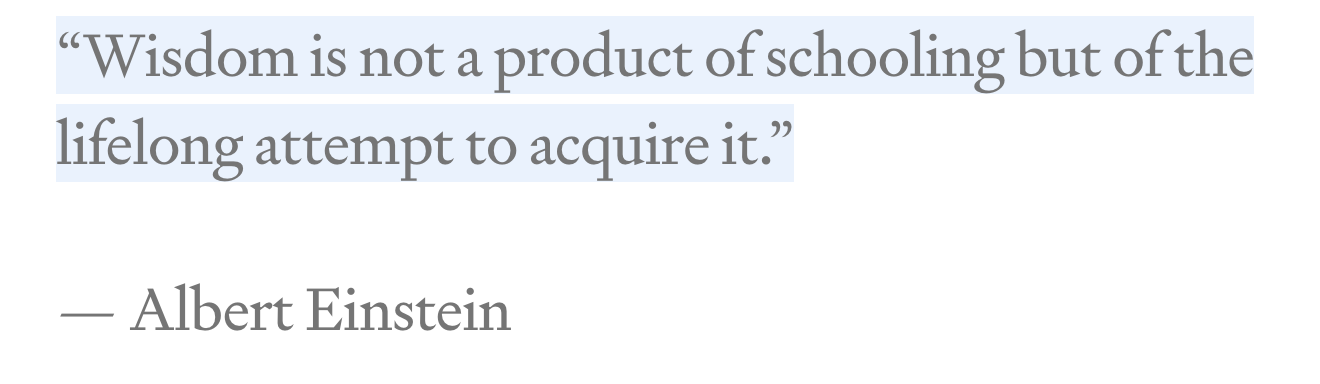 “Wisdom is not a product of schooling but of the
lifelong attempt to acquire it.”
— Albert Einstein